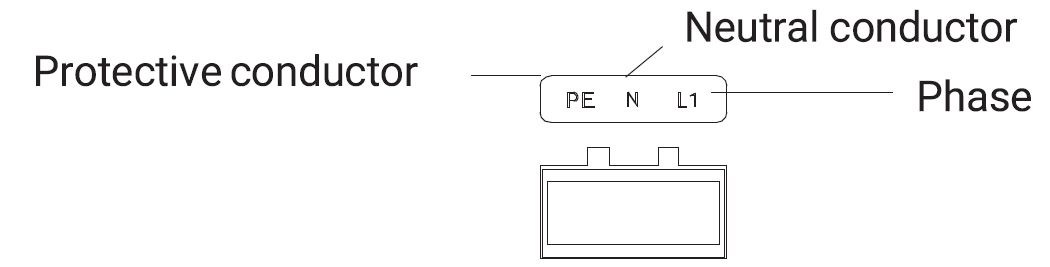 Neutral conductor
Protective conductor
PE N L1
Phase